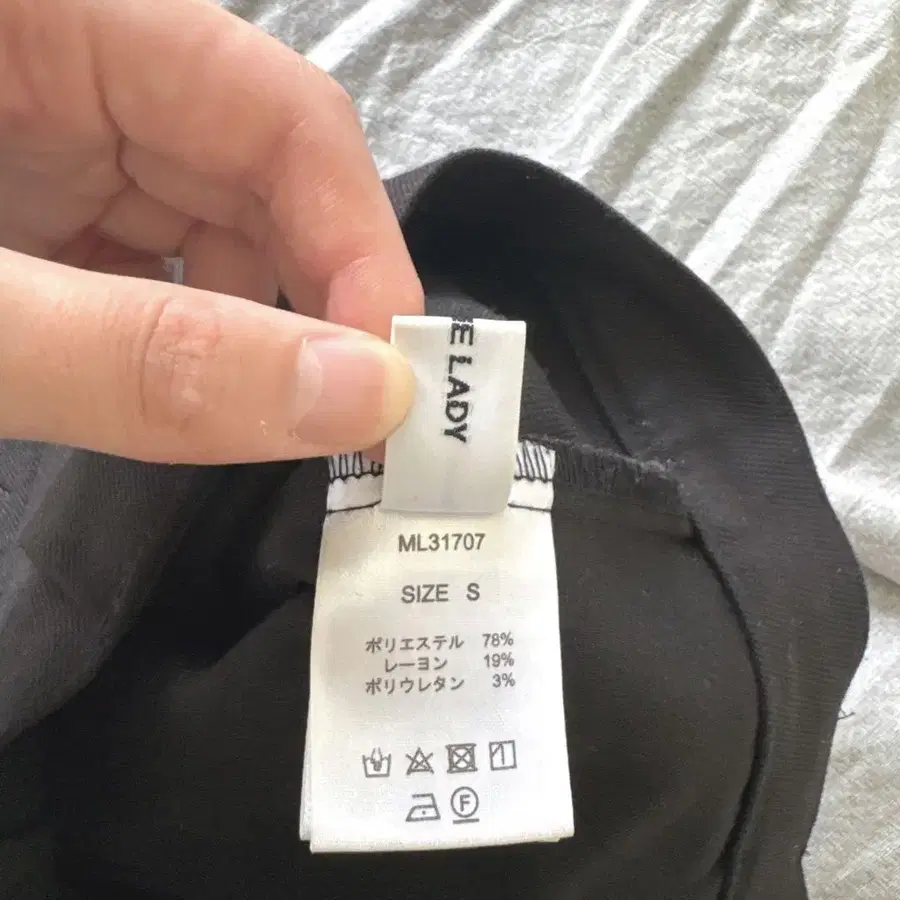 E LADY
ML31707
SIZE S
ポリエステル 78%
レーヨン 19%
ポリウレタン 3%
F